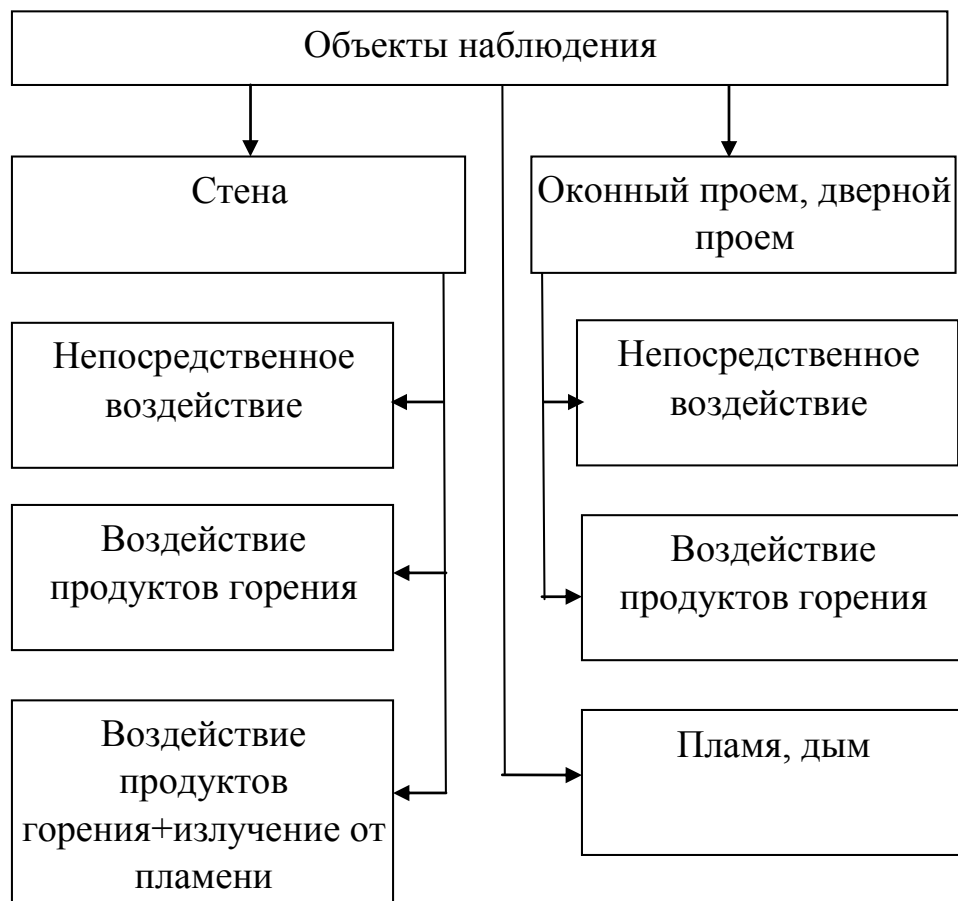 Объекты наблюдения
Стена
Оконный проем, дверной
проем
Непосредственное
воздействие
Непосредственное
воздействие
Воздействие
продуктов горения
Воздействие
продуктов горения
Воздействие
продуктов
горения+излучение от
пламени
Пламя, дым